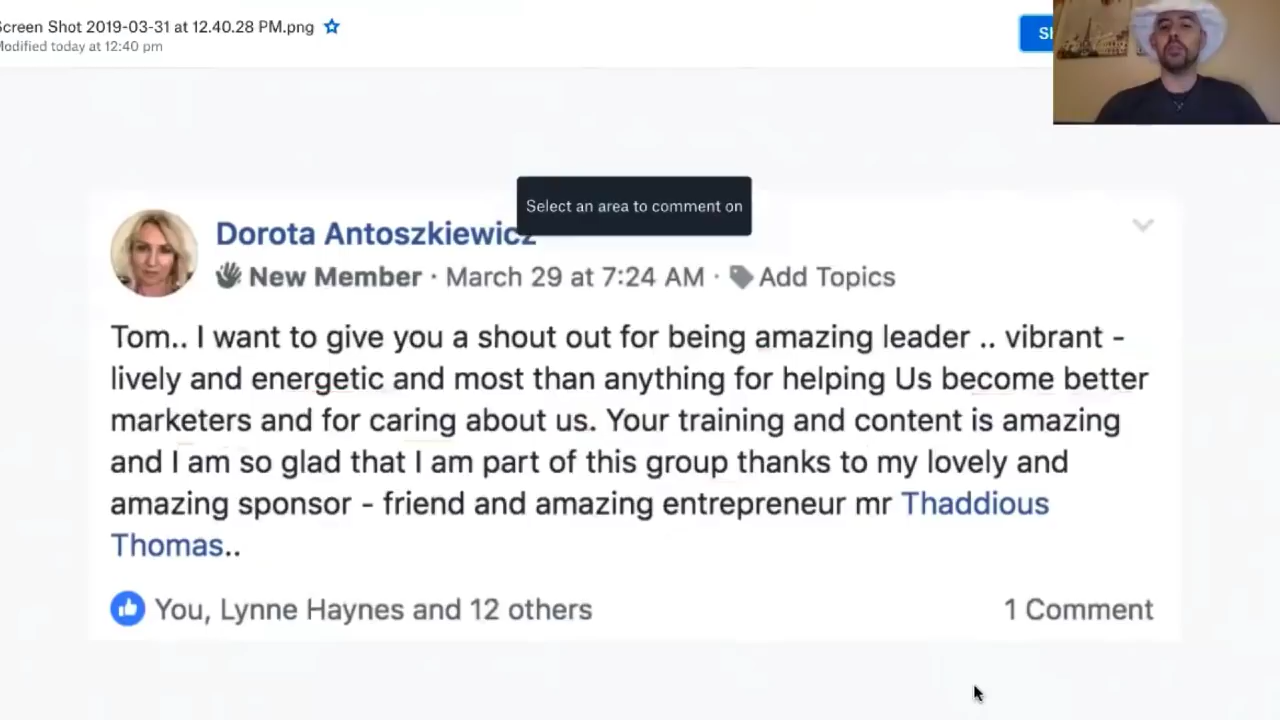 Screen Shot 2019-03-31 at 12.40.28 PM.png
Modified today at 12:40 pm
Select an area to comment on
Dorota Antoszkiewicz
New Member · March 29 at 7:24 AM · Add Topics
Tom.. I want to give you a shout out for being amazing leader .. vibrant -
lively and energetic and most than anything for helping Us become better
marketers and for caring about us. Your training and content is amazing
and I am so glad that I am part of this group thanks to my lovely and
amazing sponsor - friend and amazing entrepreneur mr Thaddious
Thomas..
You, Lynne Haynes and 12 others
1 Comment